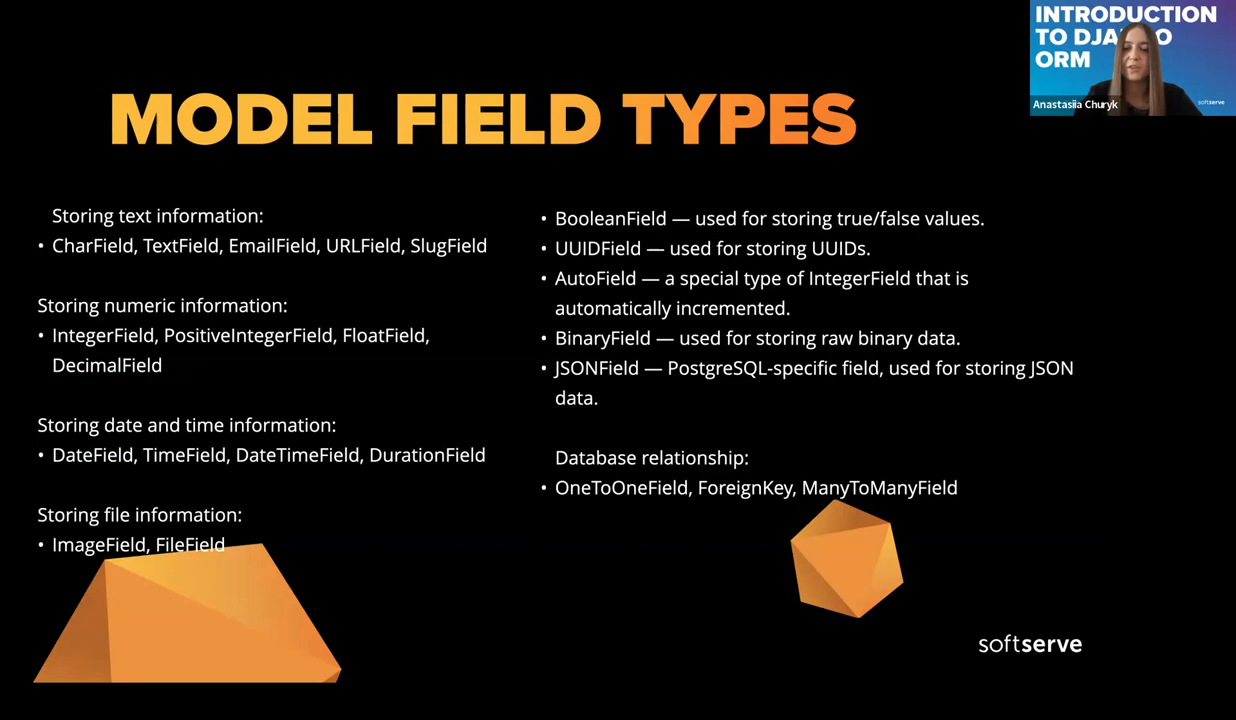 INTRODUCTION
TO DJANGO
ORM
Anastasiia Churyk
softserve
MODEL FIELD TYPES
Storing text information:
• CharField, TextField, EmailField, URLField, SlugField
Storing numeric information:
• IntegerField, PositiveIntegerField, FloatField,
DecimalField
Storing date and time information:
• DateField, TimeField, DateTimeField, DurationField
Storing file information:
• ImageField, FileField
• BooleanField — used for storing true/false values.
• UUIDField — used for storing UUIDs.
• AutoField — a special type of IntegerField that is
automatically incremented.
• BinaryField — used for storing raw binary data.
• JSONField — PostgreSQL-specific field, used for storing JSON
data.
Database relationship:
• OneToOneField, ForeignKey, ManyToManyField
softserve